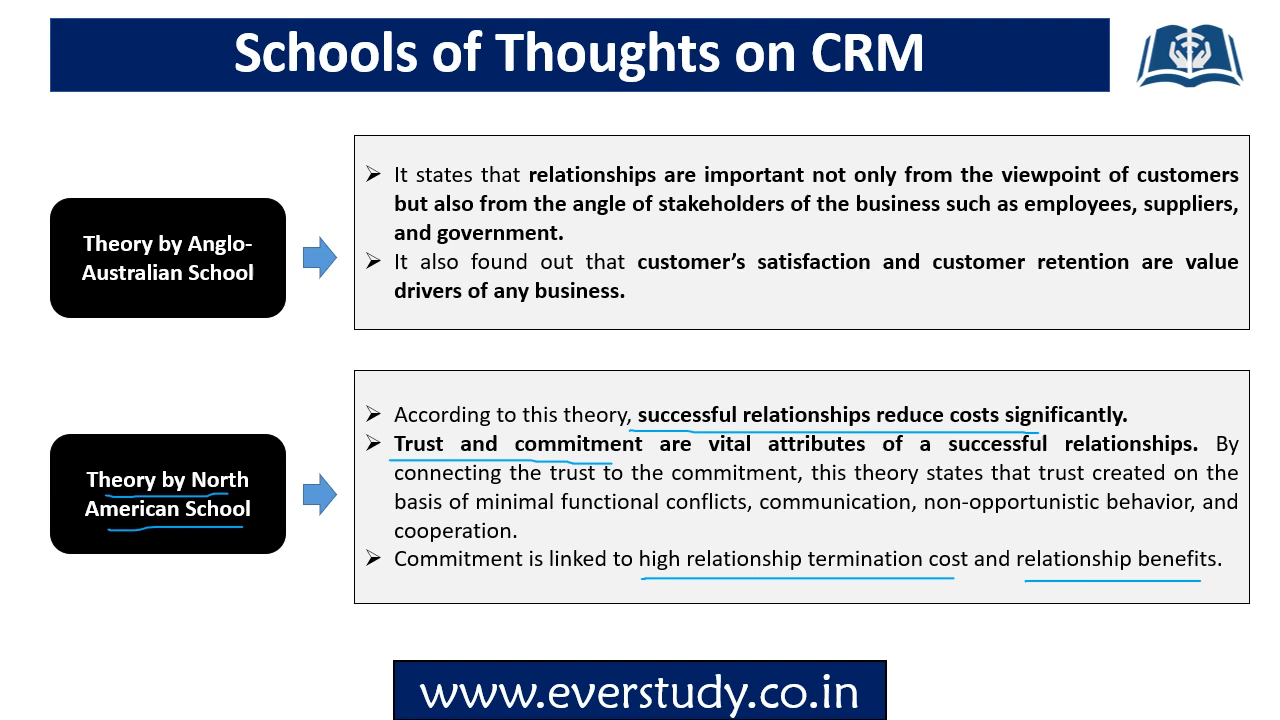 Schools of Thoughts on CRM
Theory by Anglo-
Australian School
➢ It states that relationships are important not only from the viewpoint of customers
but also from the angle of stakeholders of the business such as employees, suppliers,
and government.
➢ It also found out that customer's satisfaction and customer retention are value
drivers of any business.
Theory by North
American School
➢ According to this theory, successful relationships reduce costs significantly.
➢ Trust and commitment are vital attributes of a successful relationships. By
connecting the trust to the commitment, this theory states that trust created on the
basis of minimal functional conflicts, communication, non-opportunistic behavior, and
cooperation.
➢ Commitment is linked to high relationship termination cost and relationship benefits.
www.everstudy.co.in